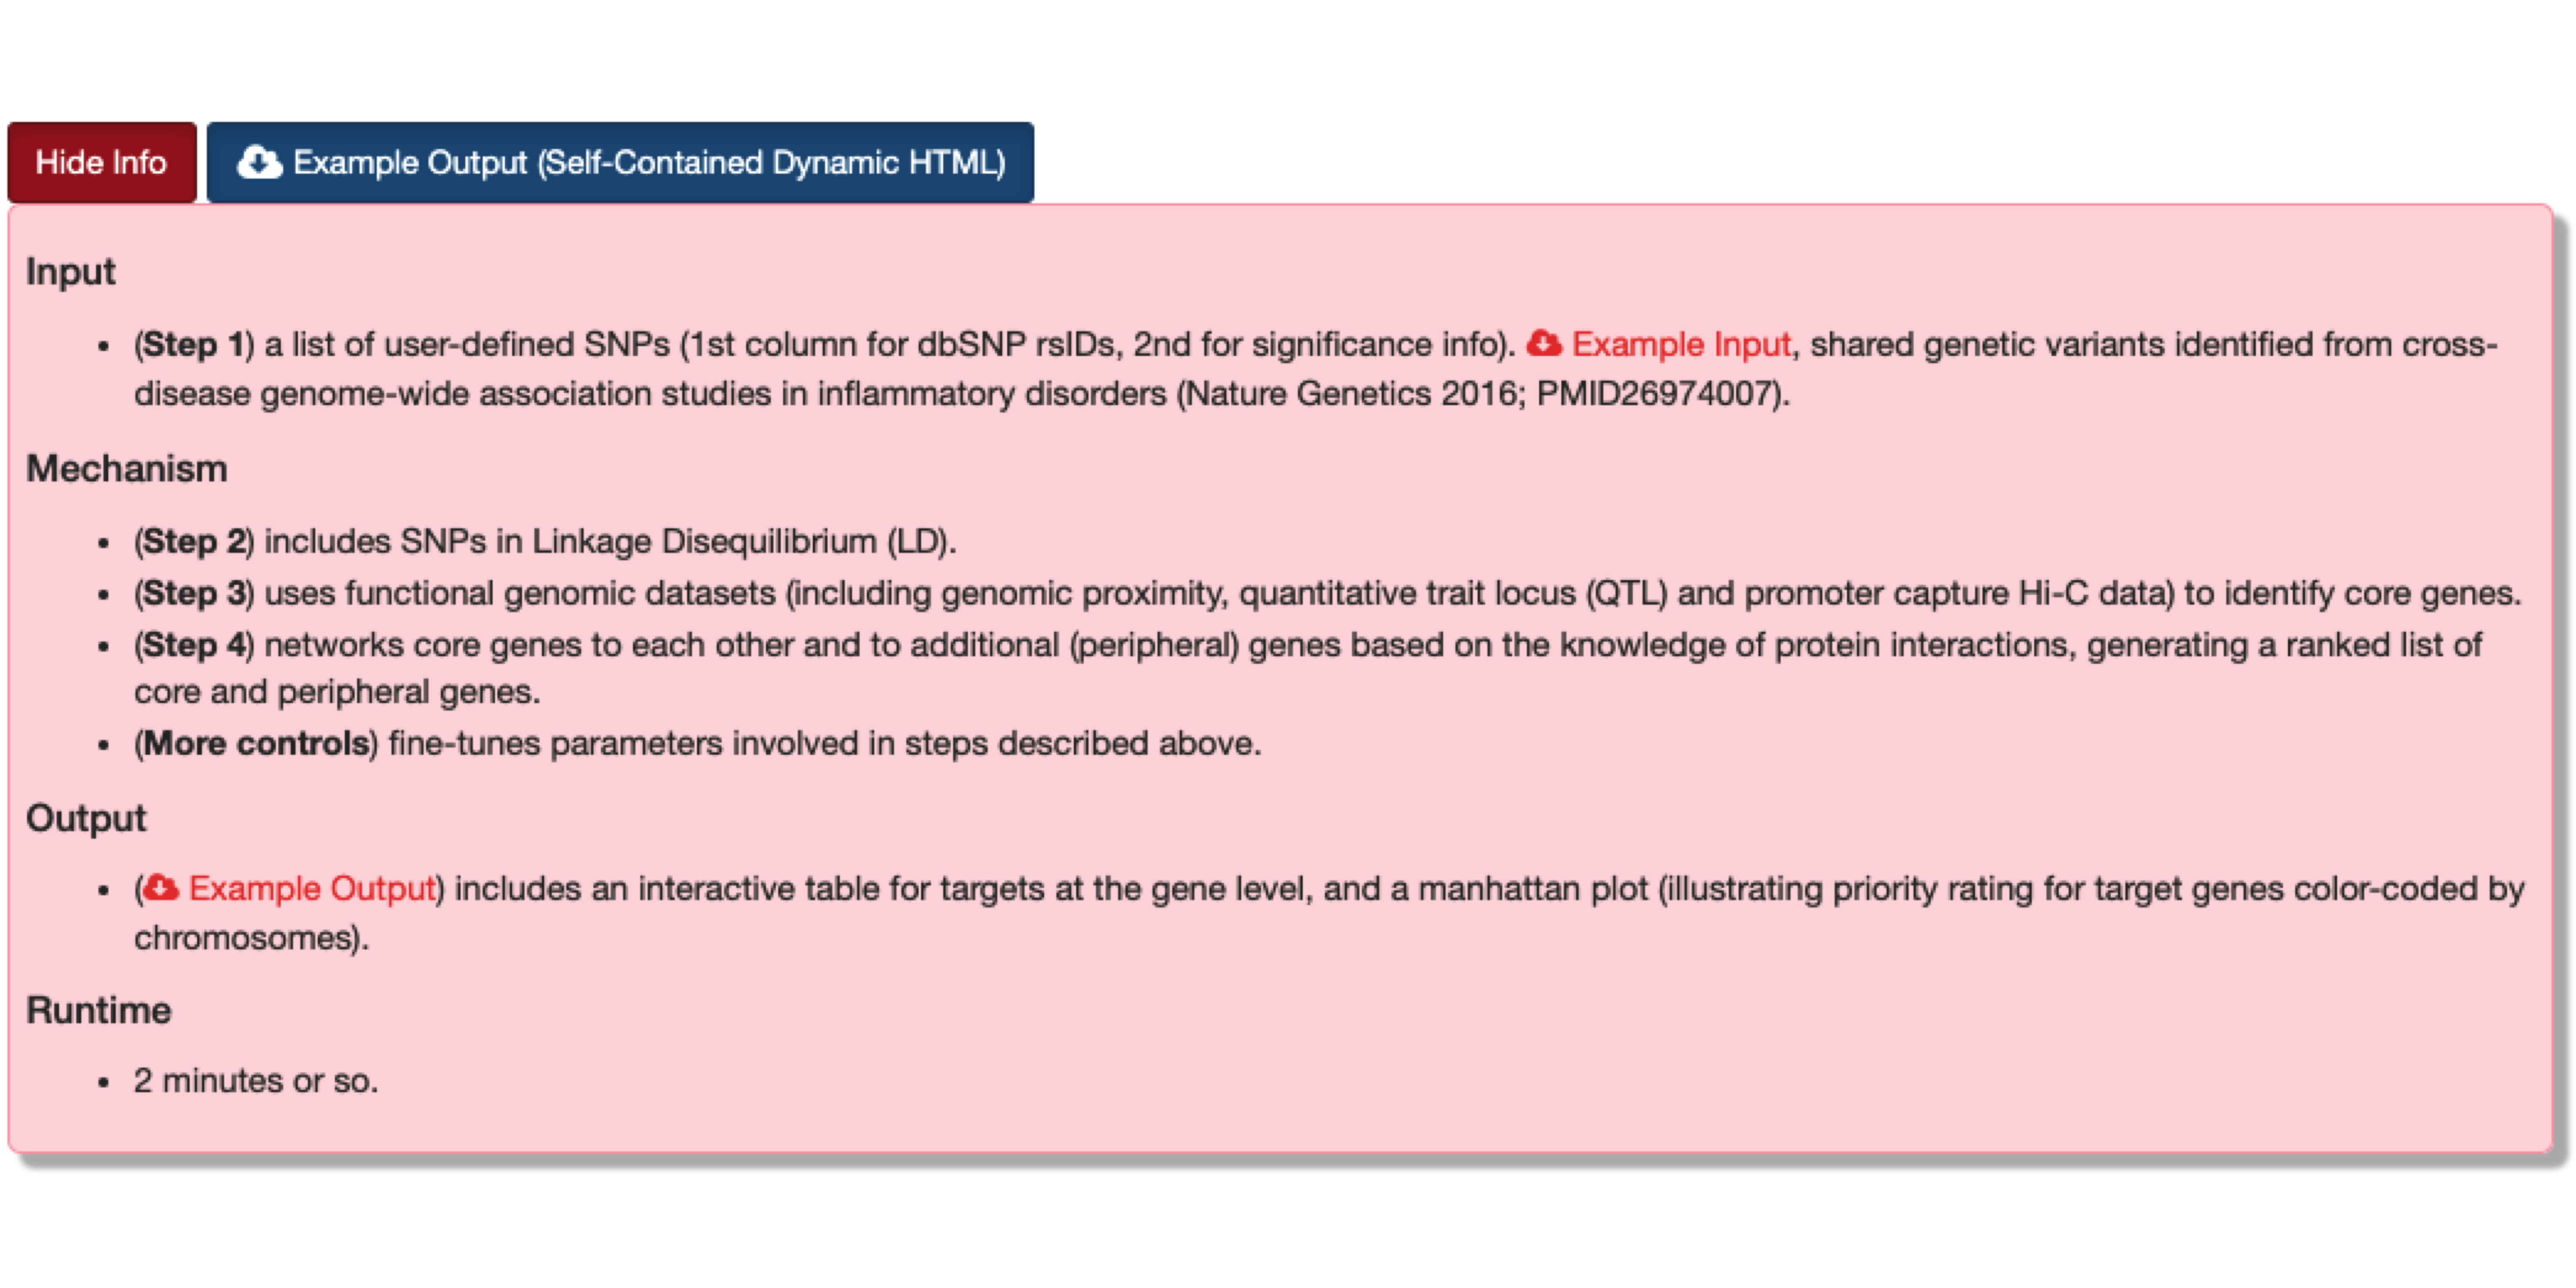 Hide Info
Example Output (Self-Contained Dynamic HTML)
Input
• (Step 1) a list of user-defined SNPs (1st column for dbSNP rsIDs, 2nd for significance info). Example Input, shared genetic variants identified from cross-
disease genome-wide association studies in inflammatory disorders (Nature Genetics 2016; PMID26974007).
Mechanism
• (Step 2) includes SNPs in Linkage Disequilibrium (LD).
• (Step 3) uses functional genomic datasets (including genomic proximity, quantitative trait locus (QTL) and promoter capture Hi-C data) to identify core genes.
• (Step 4) networks core genes to each other and to additional (peripheral) genes based on the knowledge of protein interactions, generating a ranked list of
core and peripheral genes.
• (More controls) fine-tunes parameters involved in steps described above.
Output
• (Example Output) includes an interactive table for targets at the gene level, and a manhattan plot (illustrating priority rating for target genes color-coded by
chromosomes).
Runtime
• 2 minutes or so.